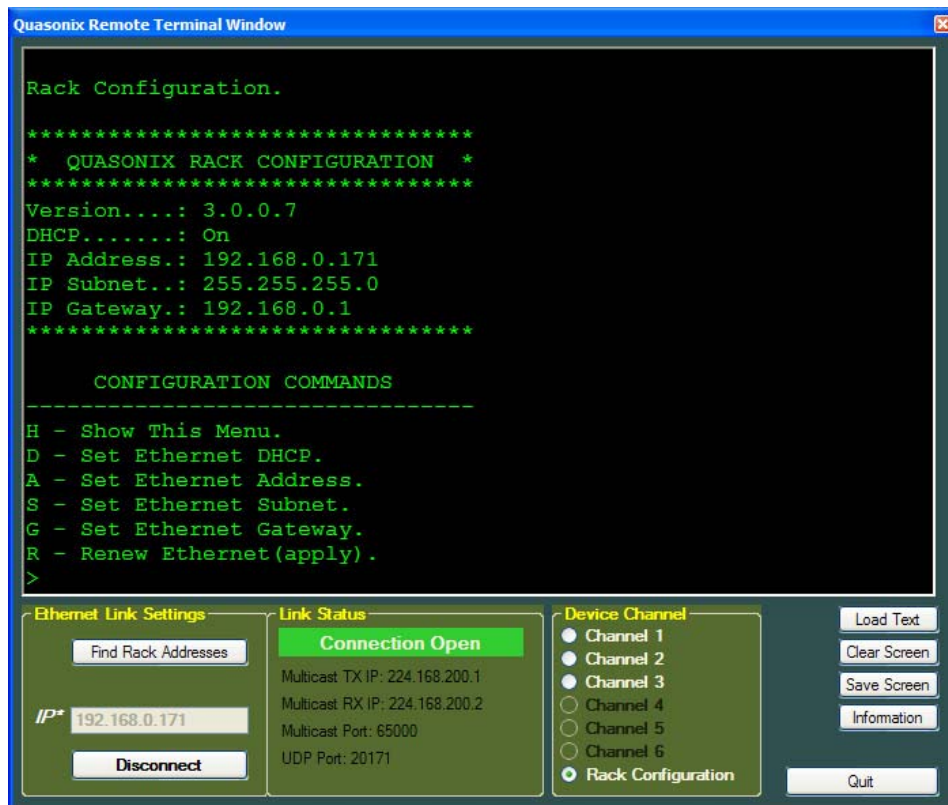 Quasonix Remote Terminal Window
Rack Configuration.
*********************************
*  QUASONIX RACK CONFIGURATION  *
*********************************
Version....: 3.0.0.7
DHCP.......: On
IP Address.: 192.168.0.171
IP Subnet..: 255.255.255.0
IP Gateway.: 192.168.0.1
*********************************
CONFIGURATION COMMANDS
---------------------------------
H - Show This Menu.
D - Set Ethernet DHCP.
A - Set Ethernet Address.
S - Set Ethernet Subnet.
G - Set Ethernet Gateway.
R - Renew Ethernet(apply).
>
Ethernet Link Settings
Find Rack Addresses
IP* 192.168.0.171
Disconnect
Link Status
Connection Open
Multicast TX IP: 224.168.200.1
Multicast RX IP: 224.168.200.2
Multicast Port: 65000
UDP Port: 20171
Device Channel
Channel 1
Channel 2
Channel 3
Channel 4
Channel 5
Channel 6
Rack Configuration
Load Text
Clear Screen
Save Screen
Information
Quit